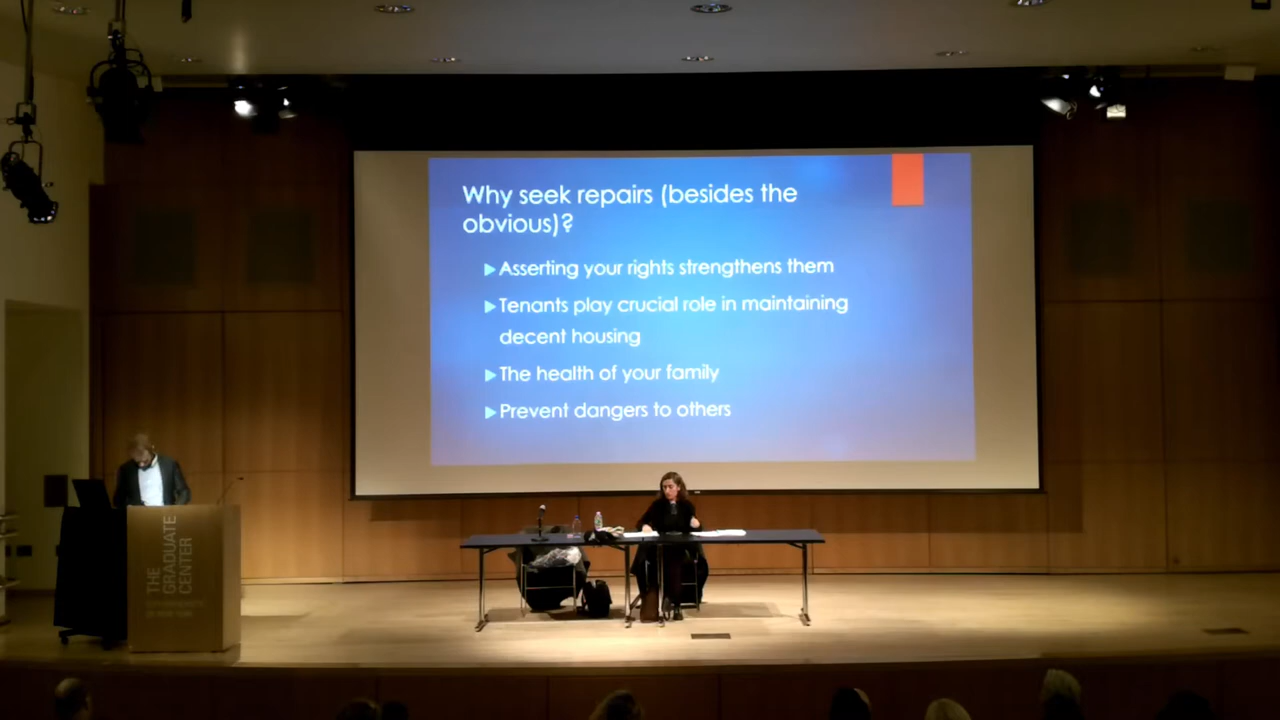 Why seek repairs (besides the
obvious)?
Asserting your rights strengthens them
Tenants play crucial role in maintaining
decent housing
The health of your family
Prevent dangers to others
THE
GRADUATE
CENTER